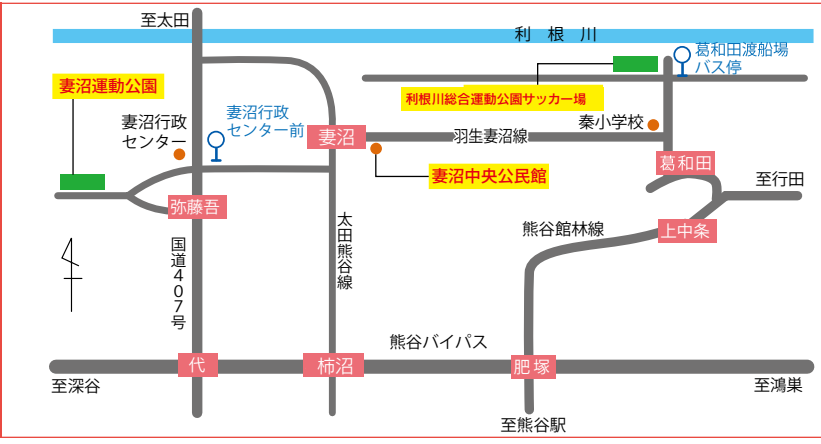 至太田
利根川
葛和田渡船場
バス停
妻沼運動公園
利根川総合運動公園サッカー場
妻沼行政
センター
妻沼行政
センター前
妻沼
羽生妻沼線
秦小学校
妻沼中央公民館
葛和田
至行田
弥藤吾
太田熊谷線
熊谷館林線
上中条
国道407号
熊谷バイパス
代
柿沼
肥塚
至深谷
至鴻巣
至熊谷駅